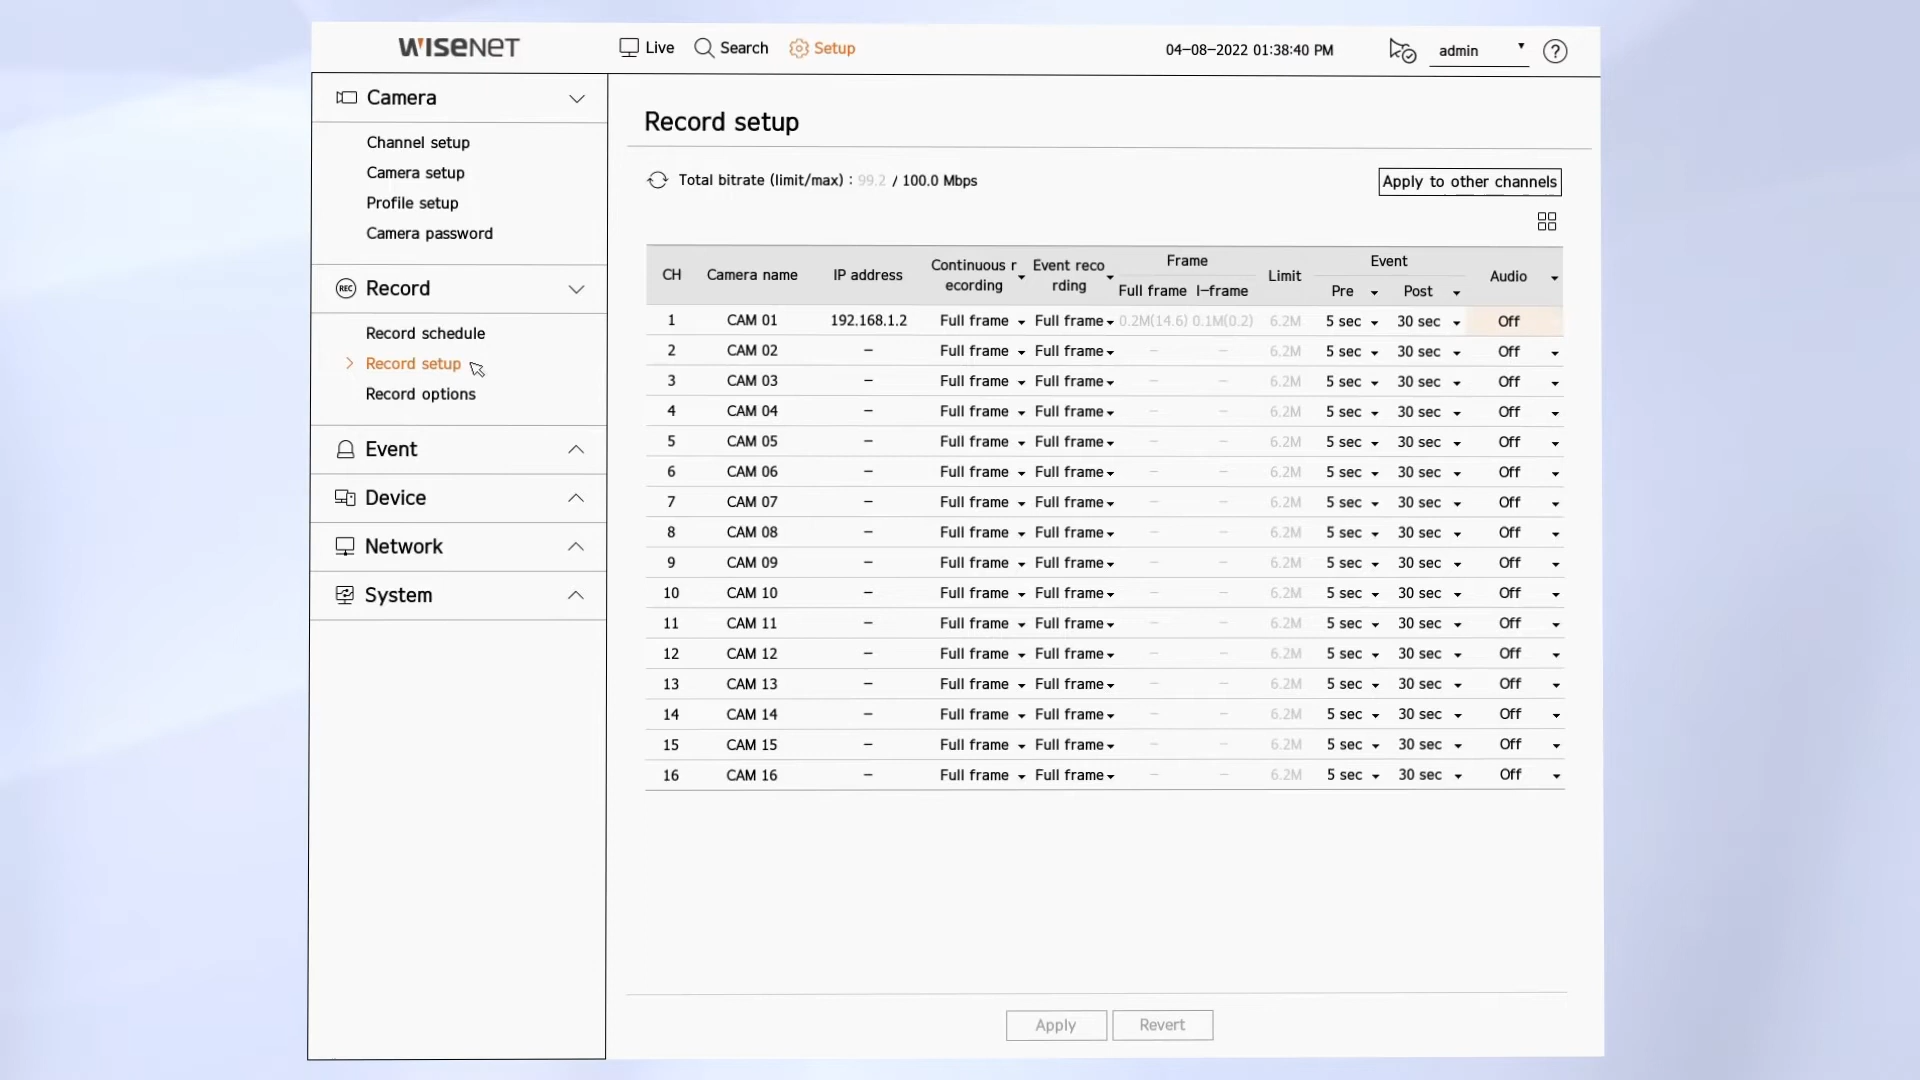 WISENET
Live Search Setup 04-08-2022 01:38:40 PM admin ?
Camera
Channel setup
Camera setup
Profile setup
Camera password
REC Record
Record schedule
Record setup
Record options
Event
Device
Network
System
Record setup
Total bitrate (limit/max) : 99.2 / 100.0 Mbps
Apply to other channels
CH Camera name IP address Continuous r Event reco Frame Limit Event Audio
ecording rding Full frame I-frame Pre Post
1 CAM 01 192.168.1.2 Full frame Full frame 0.2M(14.6) 0.1M(0.2) 6.2M 5 sec 30 sec Off
2 CAM 02 - Full frame Full frame - - 6.2M 5 sec 30 sec Off
3 CAM 03 - Full frame Full frame - - 6.2M 5 sec 30 sec Off
4 CAM 04 - Full frame Full frame - - 6.2M 5 sec 30 sec Off
5 CAM 05 - Full frame Full frame - - 6.2M 5 sec 30 sec Off
6 CAM 06 - Full frame Full frame - - 6.2M 5 sec 30 sec Off
7 CAM 07 - Full frame Full frame - - 6.2M 5 sec 30 sec Off
8 CAM 08 - Full frame Full frame - - 6.2M 5 sec 30 sec Off
9 CAM 09 - Full frame Full frame - - 6.2M 5 sec 30 sec Off
10 CAM 10 - Full frame Full frame - - 6.2M 5 sec 30 sec Off
11 CAM 11 - Full frame Full frame - - 6.2M 5 sec 30 sec Off
12 CAM 12 - Full frame Full frame - - 6.2M 5 sec 30 sec Off
13 CAM 13 - Full frame Full frame - - 6.2M 5 sec 30 sec Off
14 CAM 14 - Full frame Full frame - - 6.2M 5 sec 30 sec Off
15 CAM 15 - Full frame Full frame - - 6.2M 5 sec 30 sec Off
16 CAM 16 - Full frame Full frame - - 6.2M 5 sec 30 sec Off
Apply Revert